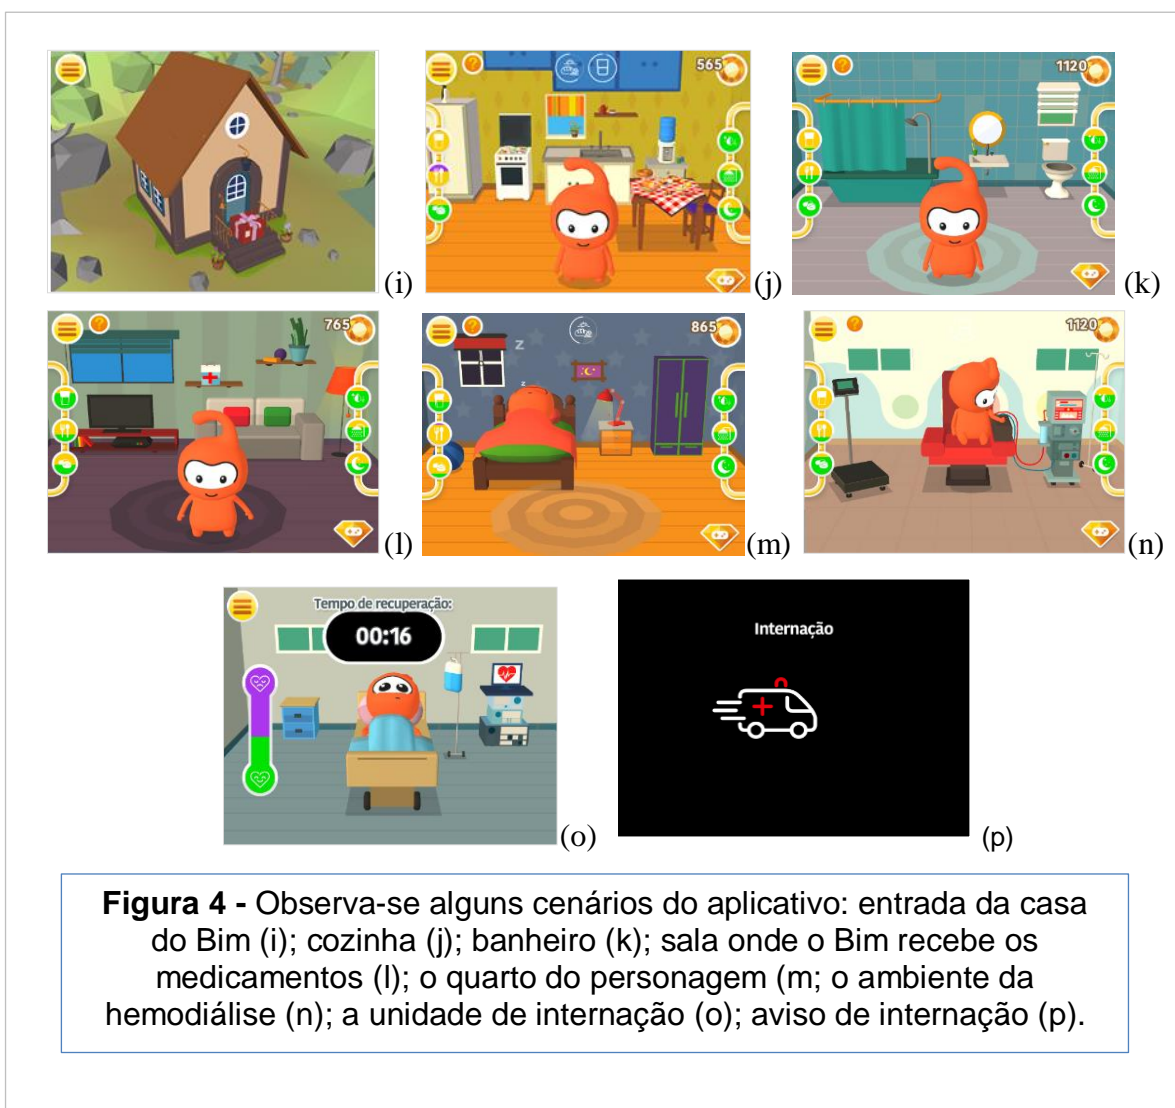 (i)
565
(j)
1120
(k)
765
(l)
865
z
z
(m)
1120
(n)
Tempo de recuperação:
00:16
(o)
Internação
(p)
Figura 4 - Observa-se alguns cenários do aplicativo: entrada da casa
do Bim (i); cozinha (j); banheiro (k); sala onde o Bim recebe os
medicamentos (l); o quarto do personagem (m; o ambiente da
hemodiálise (n); a unidade de internação (o); aviso de internação (p).